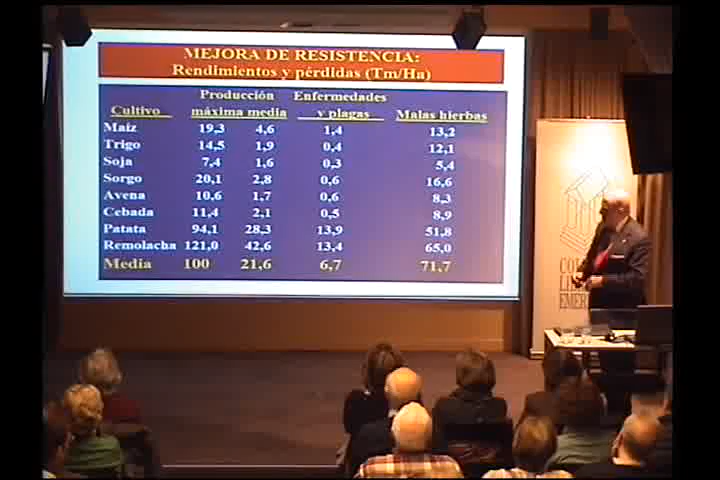 MEJORA DE RESISTENCIA:
Rendimientos y pérdidas (Tm/Ha)
Producción Enfermedades
Cultivo máxima media y plagas Malas hierbas
Maíz 19,3 4,6 1,4 13,2
Trigo 14,5 1,9 0,4 12,1
Soja 7,4 1,6 0,3 5,4
Sorgo 20,1 2,8 0,6 16,6
Avena 10,6 1,7 0,6 8,3
Cebada 11,4 2,1 0,5 8,9
Patata 94,1 28,3 13,9 51,8
Remolacha 121,0 42,6 13,4 65,0
Media 100 21,6 6,7 71,7